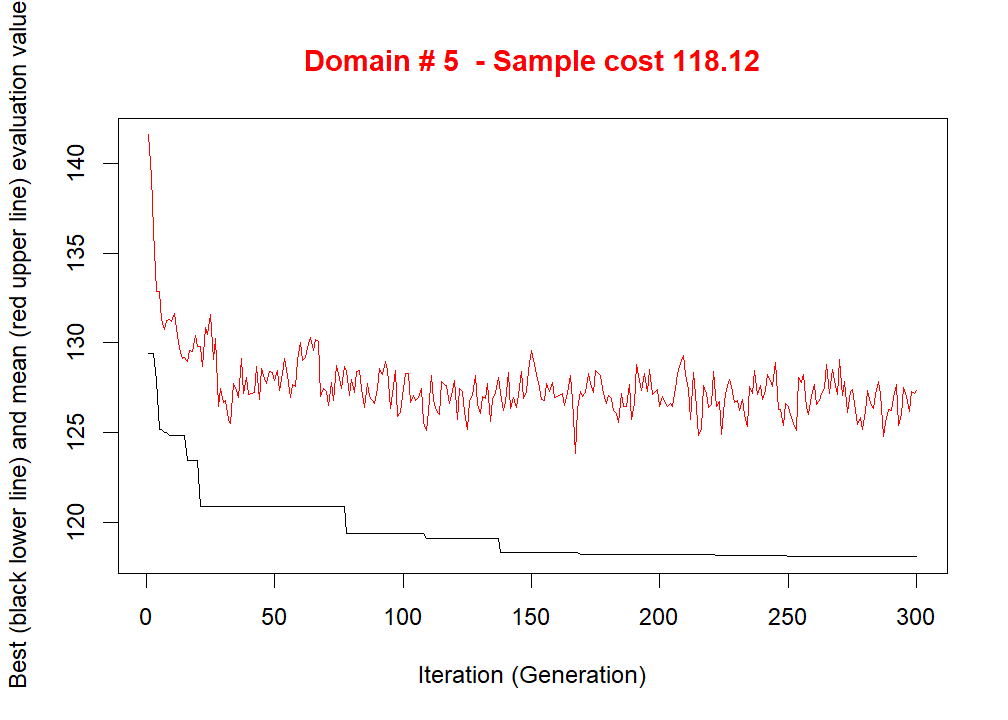 Domain # 5  - Sample cost 118.12
Best (black lower line) and mean (red upper line) evaluation value
140
135
130
125
120
0 50 100 150 200 250 300
Iteration (Generation)